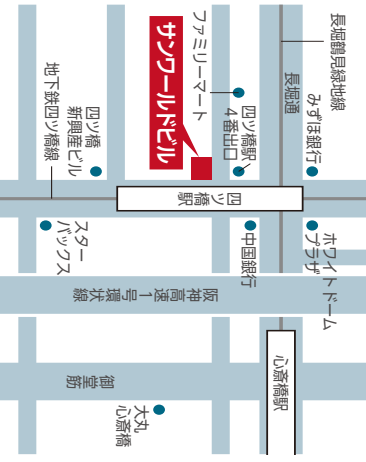 長堀鶴見緑地線
長堀通
みずほ銀行
ファミリーマート
サンワールドビル
四ツ橋駅
4番出口
四ツ橋
新興産ビル
地下鉄四ツ橋線
四ツ橋駅
ホワイトドーム
プラザ
中国銀行
スター
バックス
阪神高速1号環状線
心斎橋駅
御堂筋
大丸
心斎橋